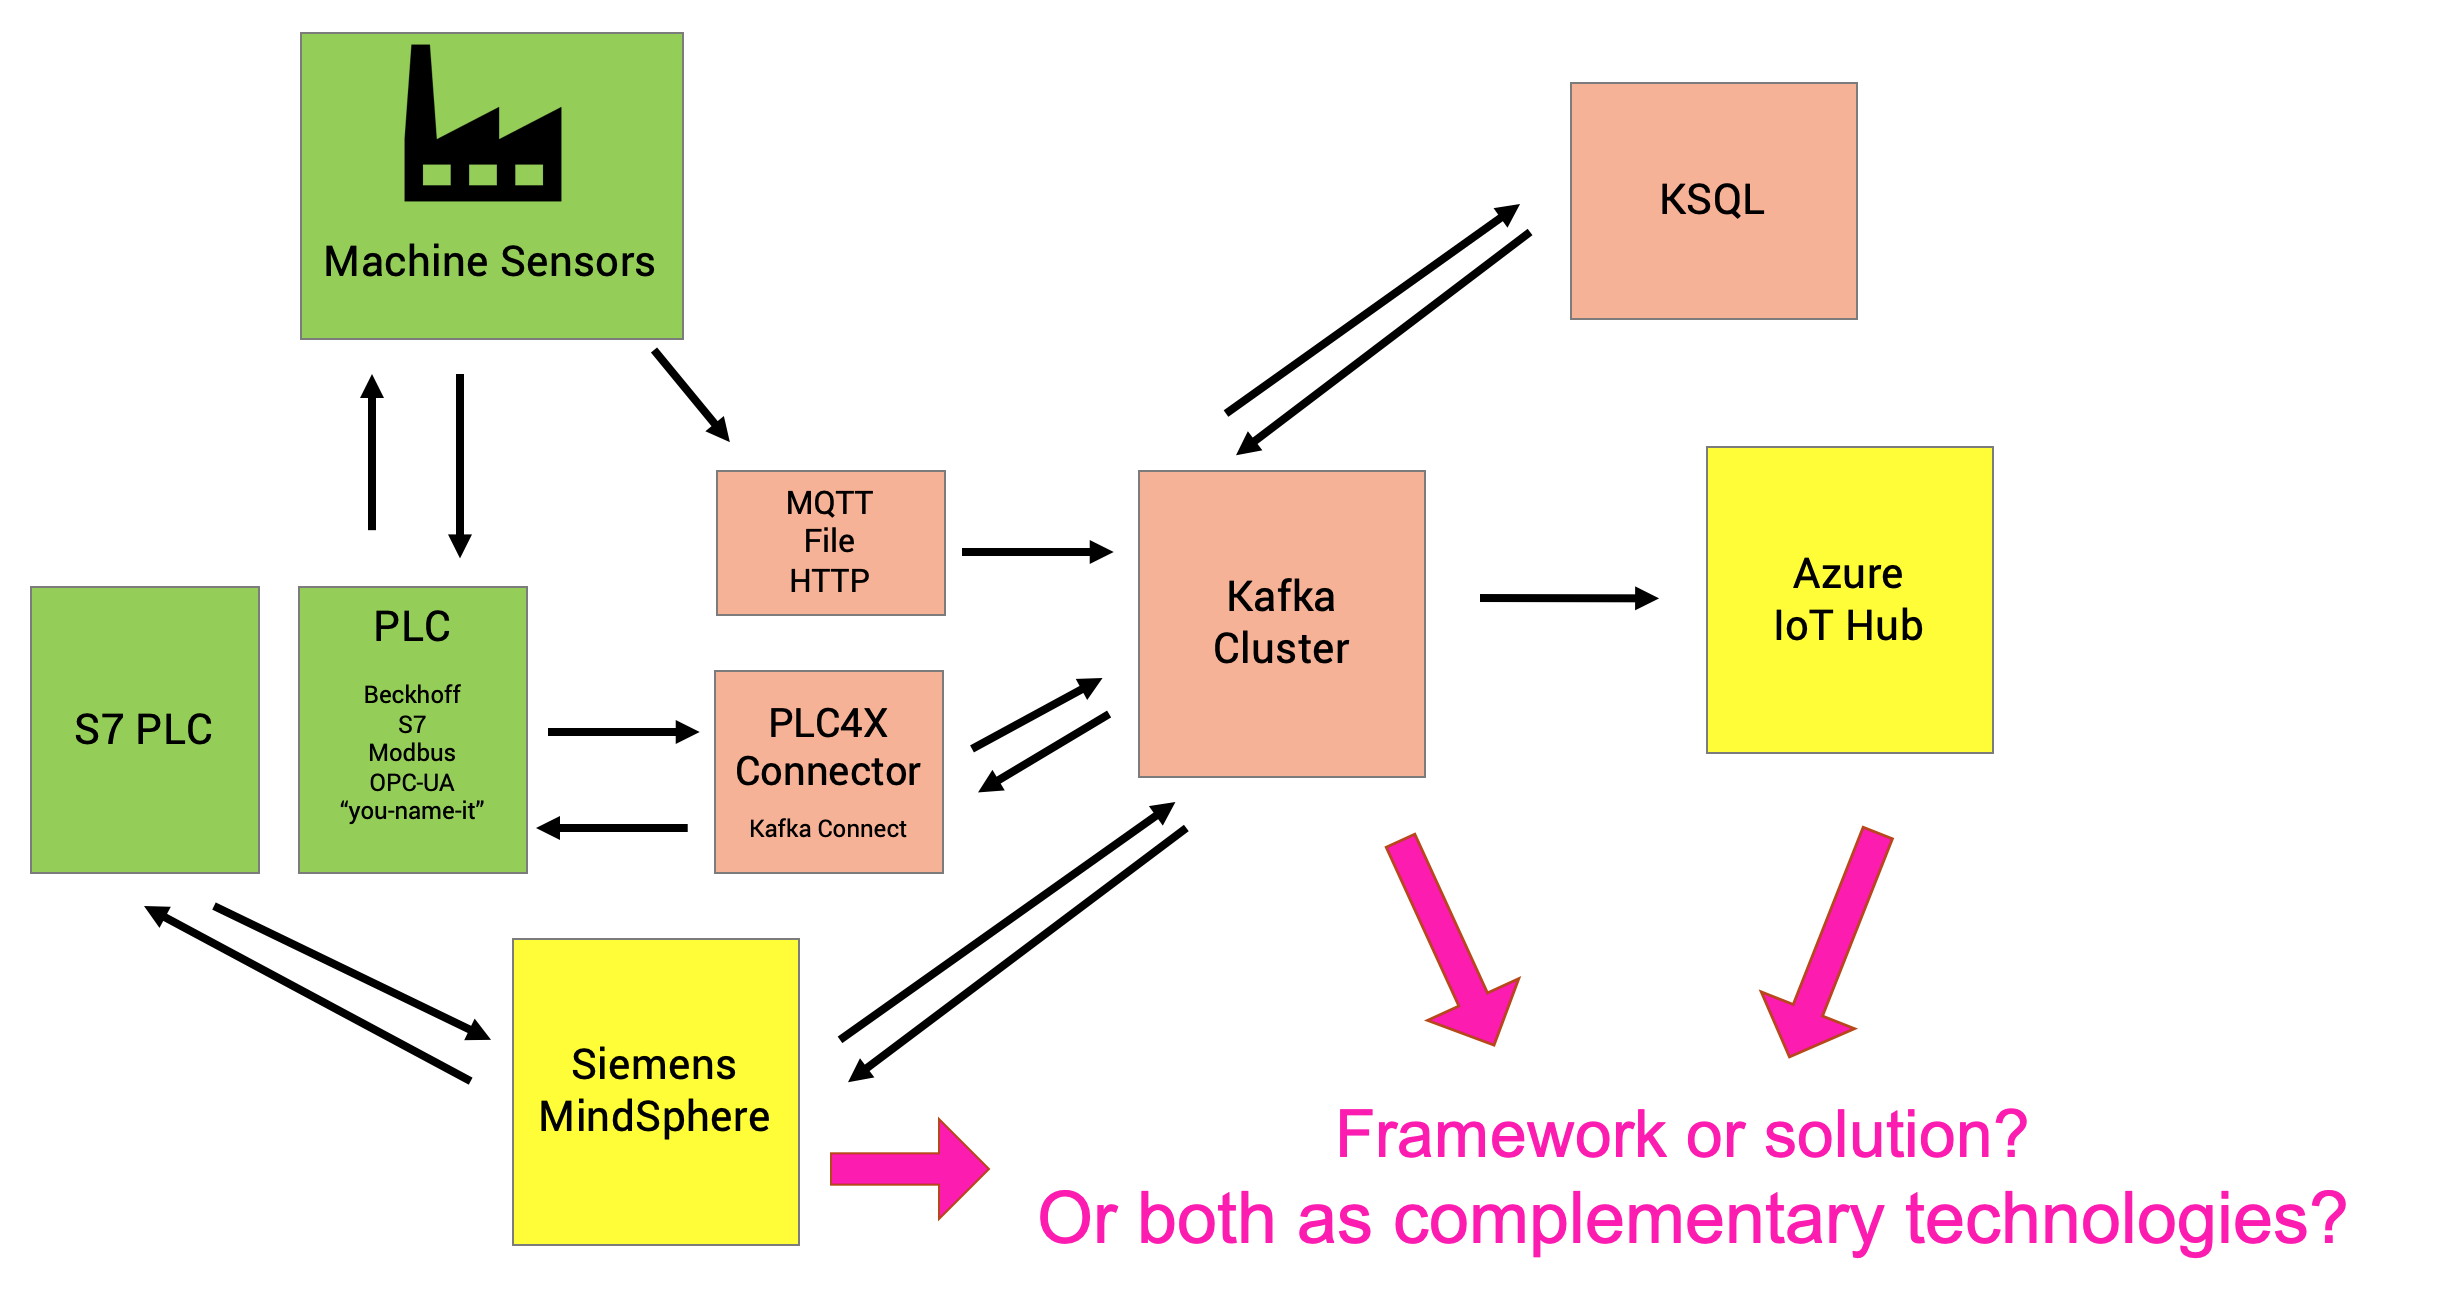 Machine Sensors
KSQL
MQTT
File
HTTP
Kafka
Cluster
Azure
IoT Hub
S7 PLC
PLC
Beckhoff
S7
Modbus
OPC-UA
“you-name-it”
PLC4X
Connector
Kafka Connect
Siemens
MindSphere
Framework or solution?
Or both as complementary technologies?